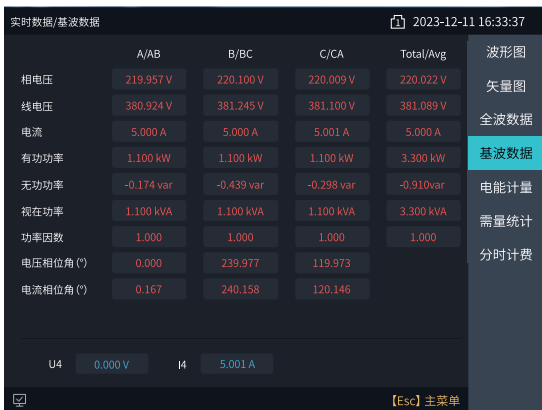 实时数据/基波数据 1 2023-12-11 16:33:37
A/AB B/BC C/CA Total/Avg
相电压 219.957 V 220.100 V 220.009 V 220.022 V
线电压 380.924 V 381.245 V 381.100 V 381.089 V
电流 5.000 A 5.000 A 5.001 A 5.000 A
有功功率 1.100 kW 1.100 kW 1.100 kW 3.300 kW
无功功率 -0.174 var -0.439 var -0.298 var -0.910var
视在功率 1.100 kVA 1.100 kVA 1.100 kVA 3.300 kVA
功率因数 1.000 1.000 1.000 1.000
电压相位角(°) 0.000 239.977 119.973
电流相位角(°) 0.167 240.158 120.146
U4 0.000 V I4 5.001 A
【Esc】主菜单
波形图
矢量图
全波数据
基波数据
电能计量
需量统计
分时计费